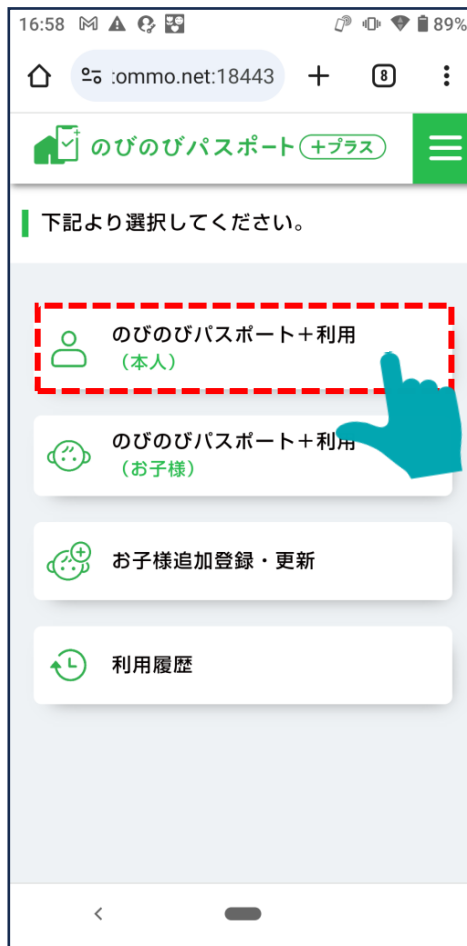 16:58
89%
:ommo.net:18443
8
のびのびパスポート +プラス
下記より選択してください。
のびのびパスポート+利用
(本人)
のびのびパスポート+利用
(お子様)
お子様追加登録・更新
利用履歴